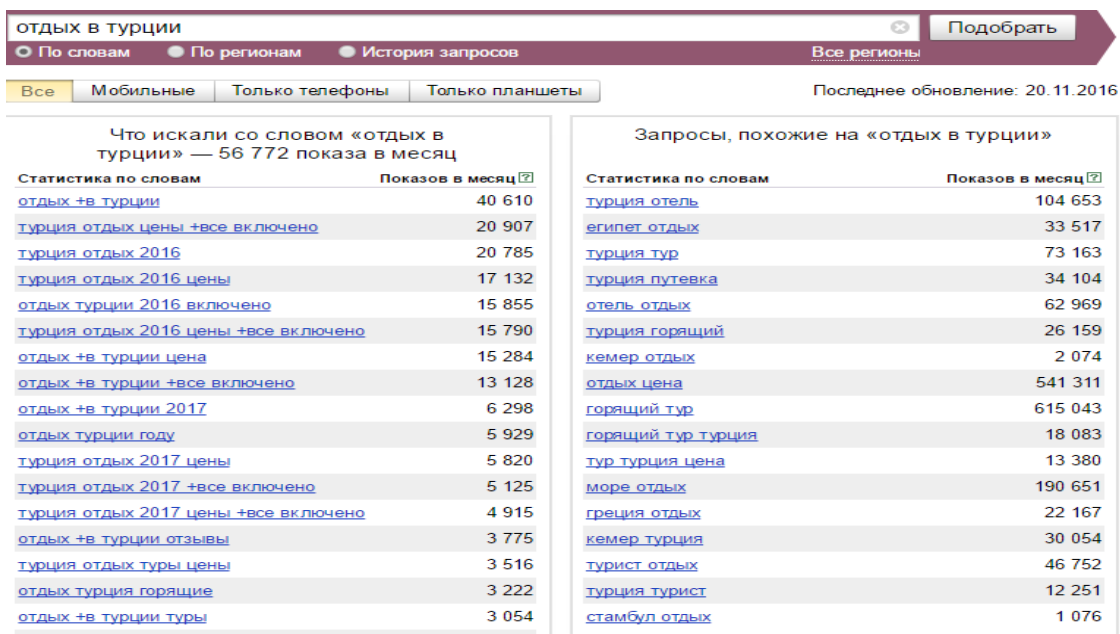 отдых в турции
Подобрать
По словам По регионам История запросов Все регионы
Все Мобильные Только телефоны Только планшеты Последнее обновление: 20.11.2016
Что искали со словом «отдых в
турции» — 56 772 показа в месяц
Статистика по словам Показов в месяц ?
отдых +в турции 40 610
турция отдых цены +все включено 20 907
турция отдых 2016 20 785
турция отдых 2016 цены 17 132
отдых турции 2016 включено 15 855
турция отдых 2016 цены +все включено 15 790
отдых +в турции цена 15 284
отдых +в турции +все включено 13 128
отдых +в турции 2017 6 298
отдых турции году 5 929
турция отдых 2017 цены 5 820
турция отдых 2017 +все включено 5 125
турция отдых 2017 цены +все включено 4 915
отдых +в турции отзывы 3 775
турция отдых туры цены 3 516
отдых турция горящие 3 222
отдых +в турции туры 3 054
Запросы, похожие на «отдых в турции»
Статистика по словам Показов в месяц ?
турция отель 104 653
египет отдых 33 517
турция тур 73 163
турция путевка 34 104
отель отдых 62 969
турция горящий 26 159
кемер отдых 2 074
отдых цена 541 311
горящий тур 615 043
горящий тур турция 18 083
тур турция цена 13 380
море отдых 190 651
греция отдых 22 167
кемер турция 30 054
турист отдых 46 752
турция турист 12 251
стамбул отдых 1 076